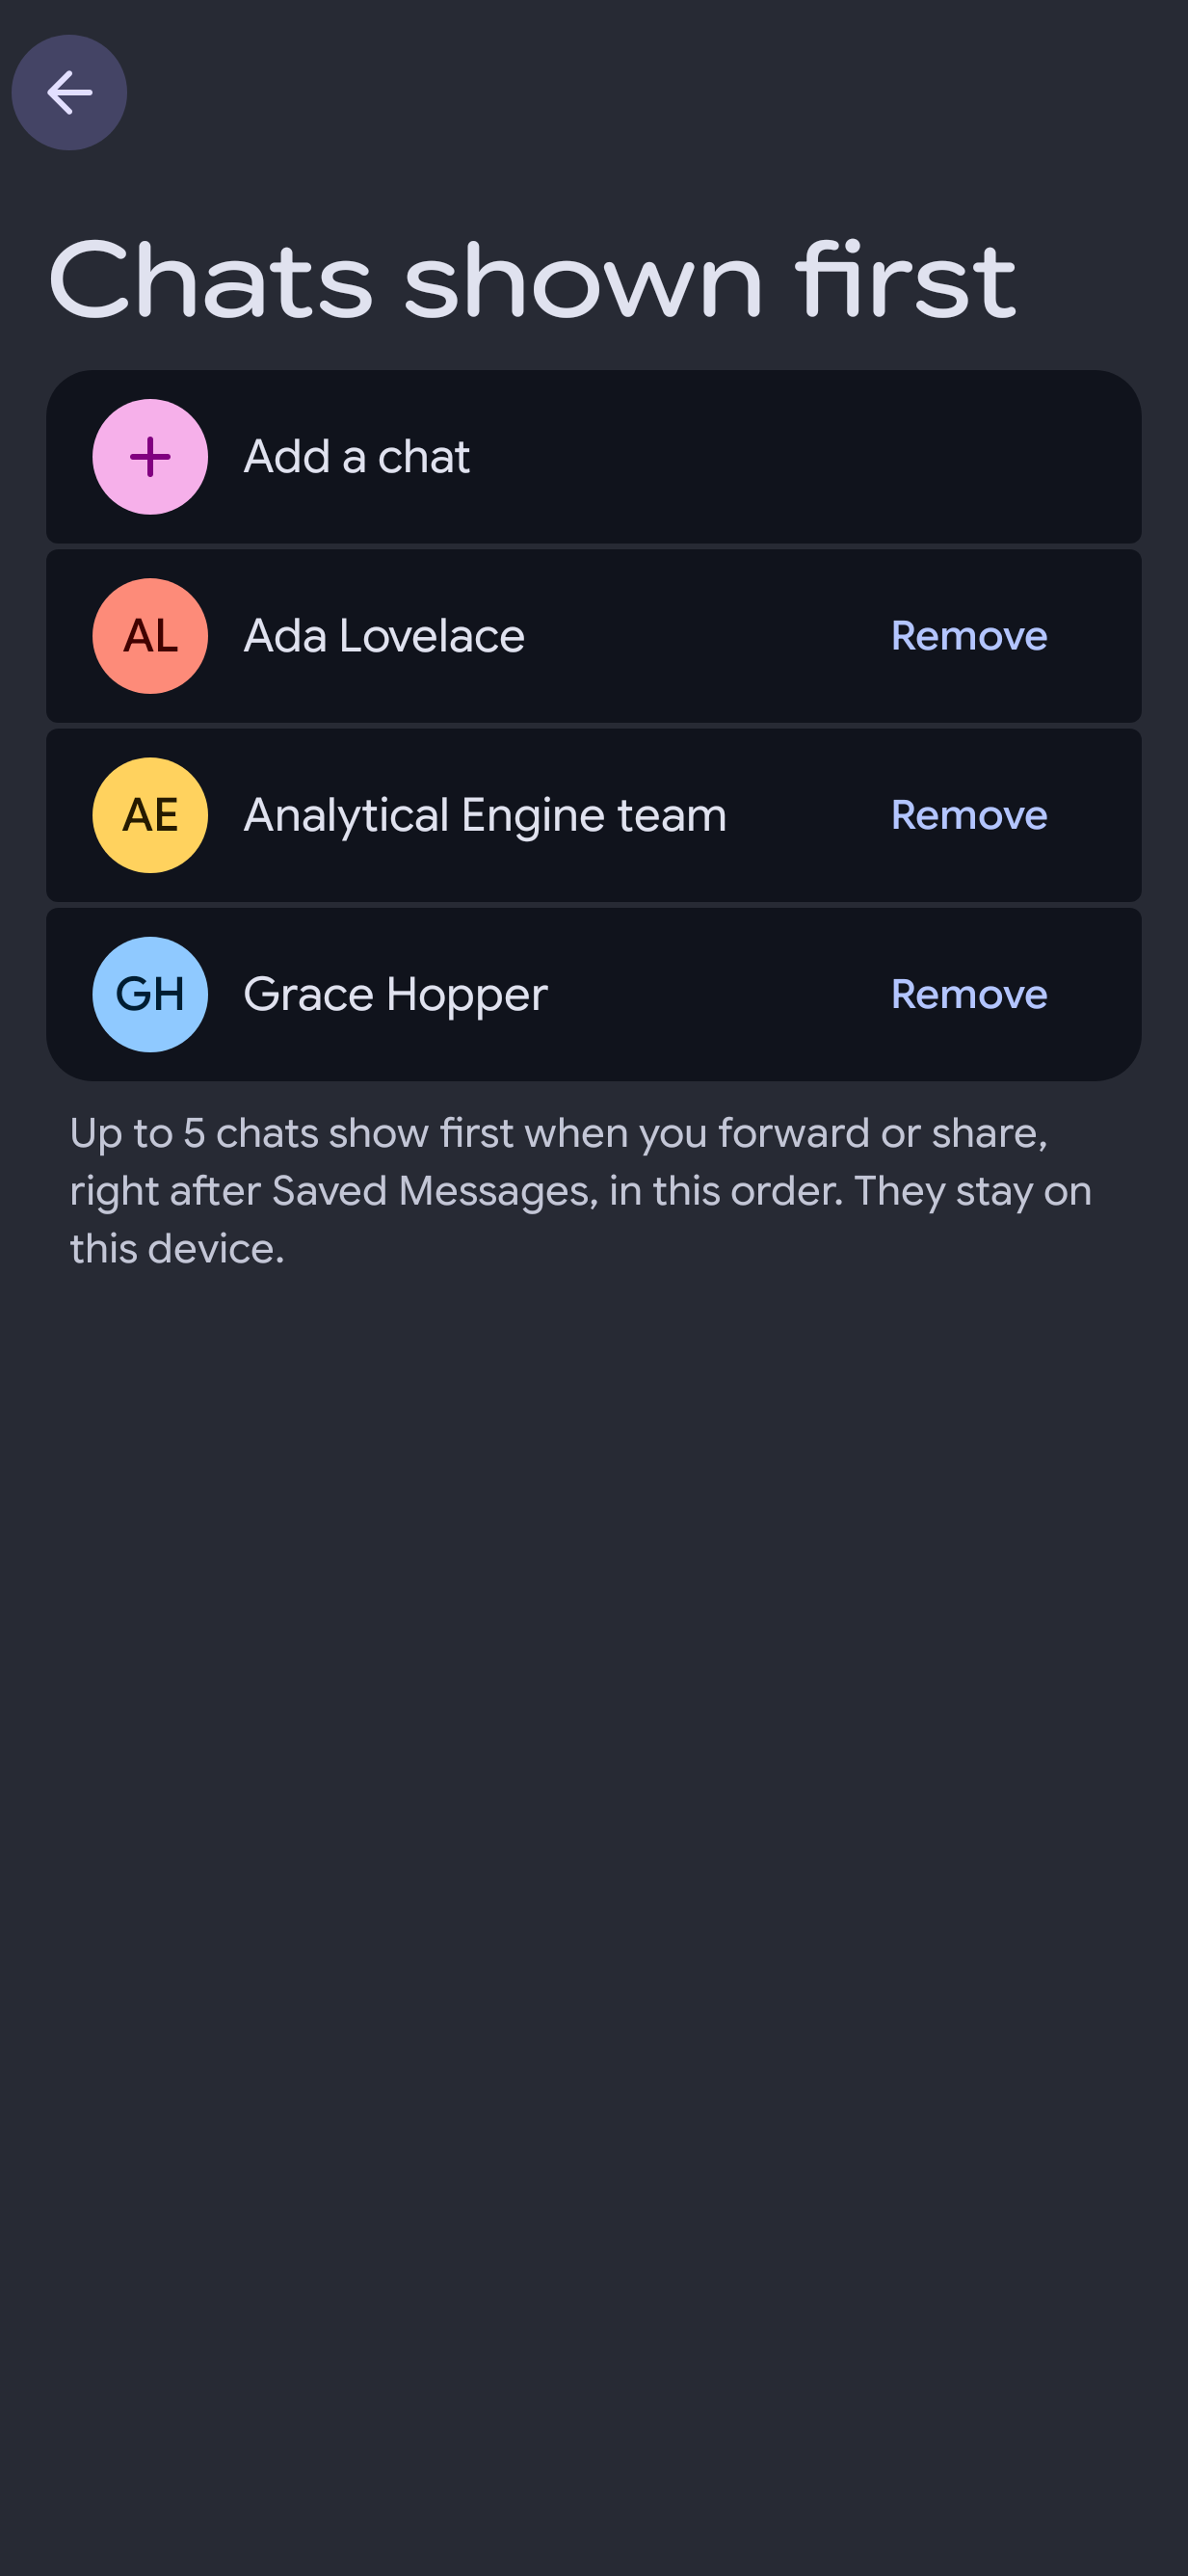 Chats shown first
Add a chat
AL Ada Lovelace Remove
AE Analytical Engine team Remove
GH Grace Hopper Remove
Up to 5 chats show first when you forward or share,
right after Saved Messages, in this order. They stay on
this device.